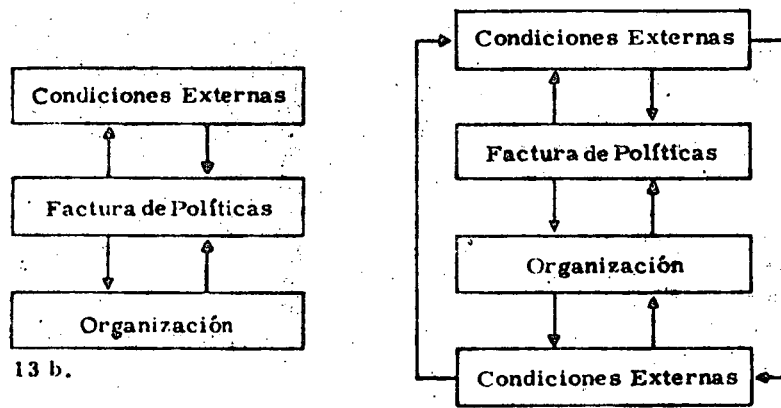 Condiciones Externas
Factura de Políticas
Organización
13 b.
Condiciones Externas
Factura de Políticas
Organización
Condiciones Externas